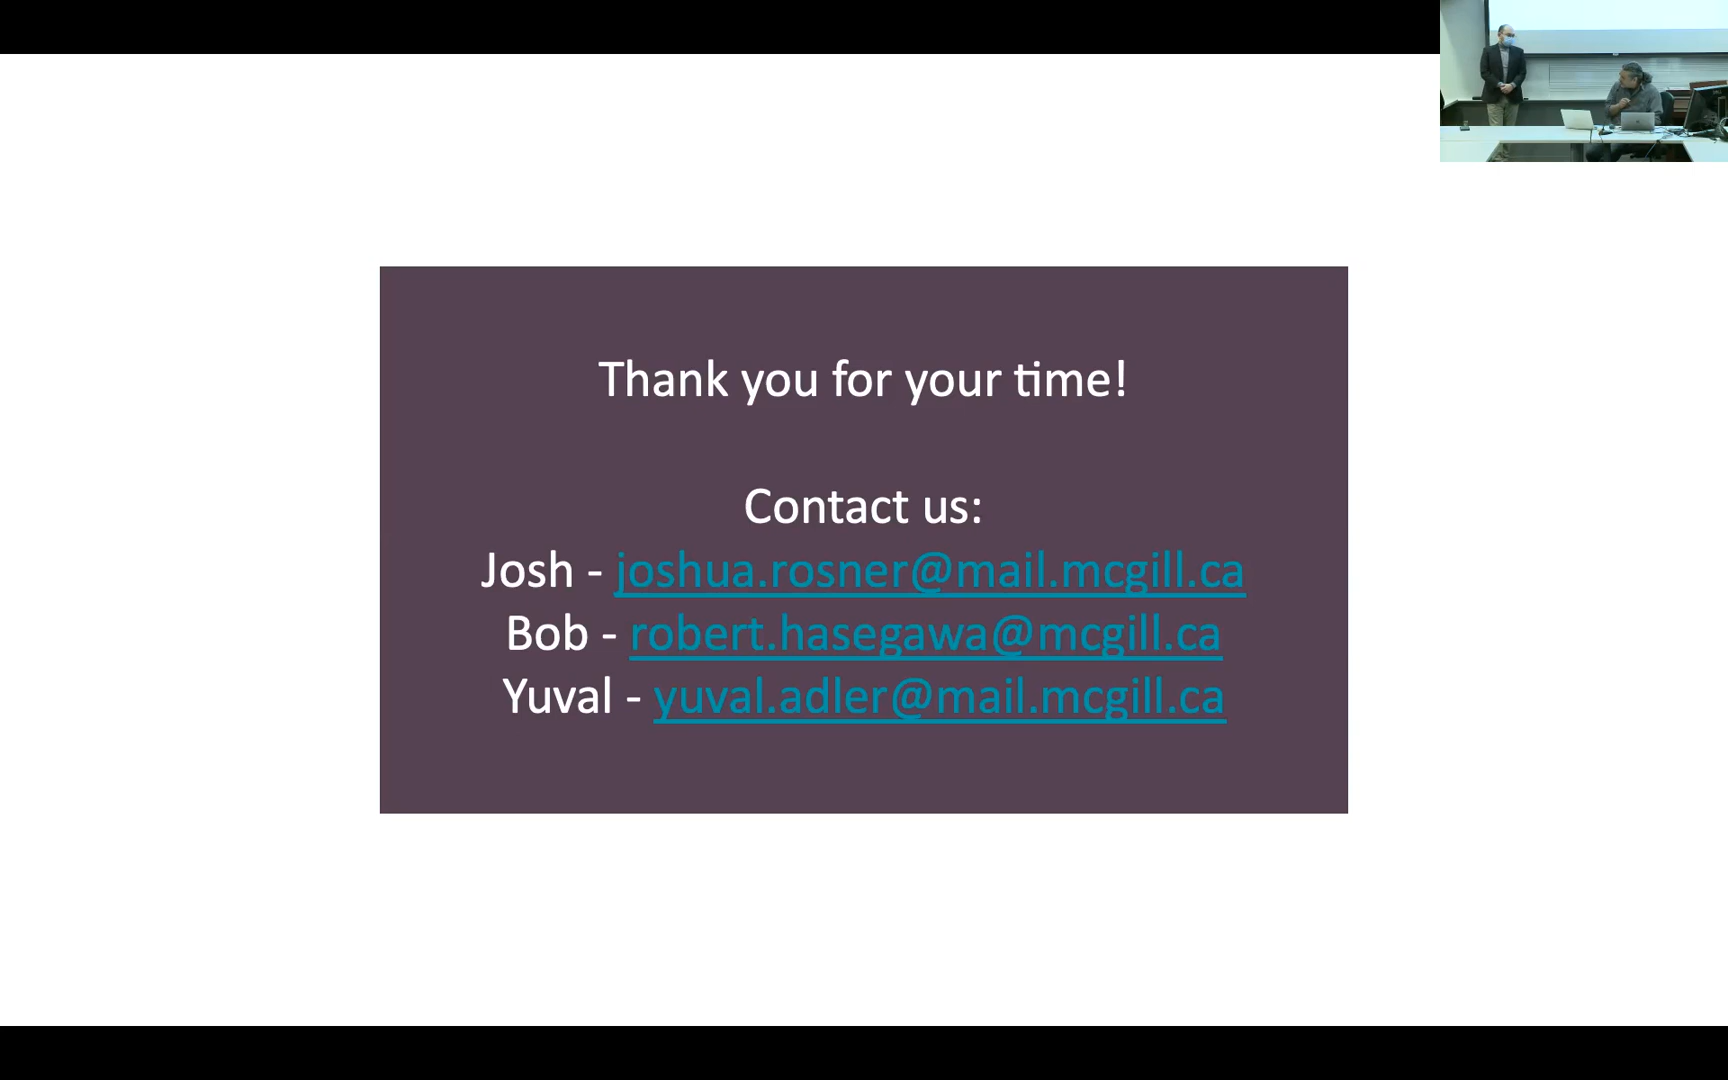 Thank you for your time!
Contact us:
Josh - joshua.rosner@mail.mcgill.ca
Bob - robert.hasegawa@mcgill.ca
Yuval - yuval.adler@mail.mcgill.ca